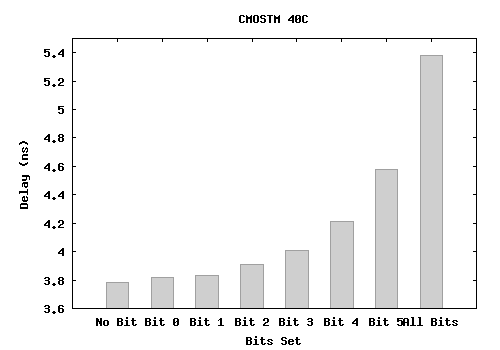 CMOSTM 40C
5.4
5.2
5
4.8
4.6
4.4
4.2
4
3.8
3.6
Delay (ns)
No Bit Bit 0 Bit 1 Bit 2 Bit 3 Bit 4 Bit 5 All Bits
Bits Set